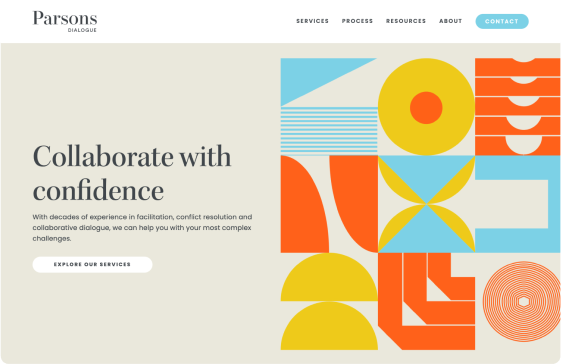 Parsons
DIALOGUE
SERVICES PROCESS RESOURCES ABOUT CONTACT
Collaborate with
confidence
With decades of experience in facilitation, conflict resolution and
collaborative dialogue, we can help you with your most complex
challenges.
EXPLORE OUR SERVICES